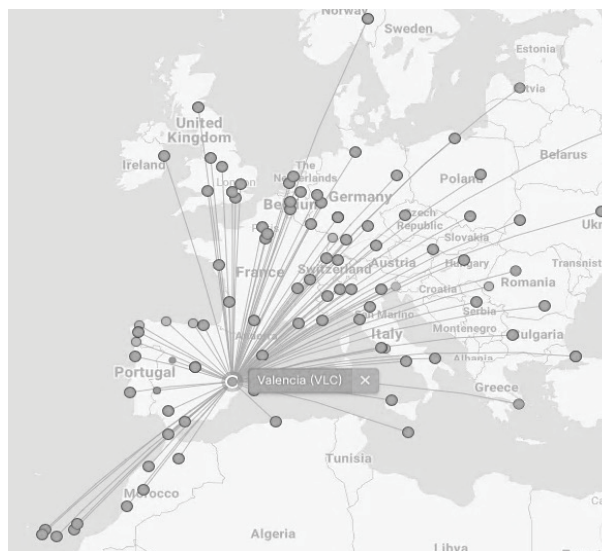 Norway
Sweden
Estonia
United
Kingdom
Ireland
The
Netherlands
Belarus
Poland
Germany
Czech
Republic
Slovakia
Ukr
France
Switzerland
Austria
Hungary
Transnist
Croatia
Romania
Serbia
San Marino
Italy
Montenegro
Bulgaria
Albania
Portugal
Valencia (VLC) ✕
Greece
Tunisia
Morocco
Algeria
Libya